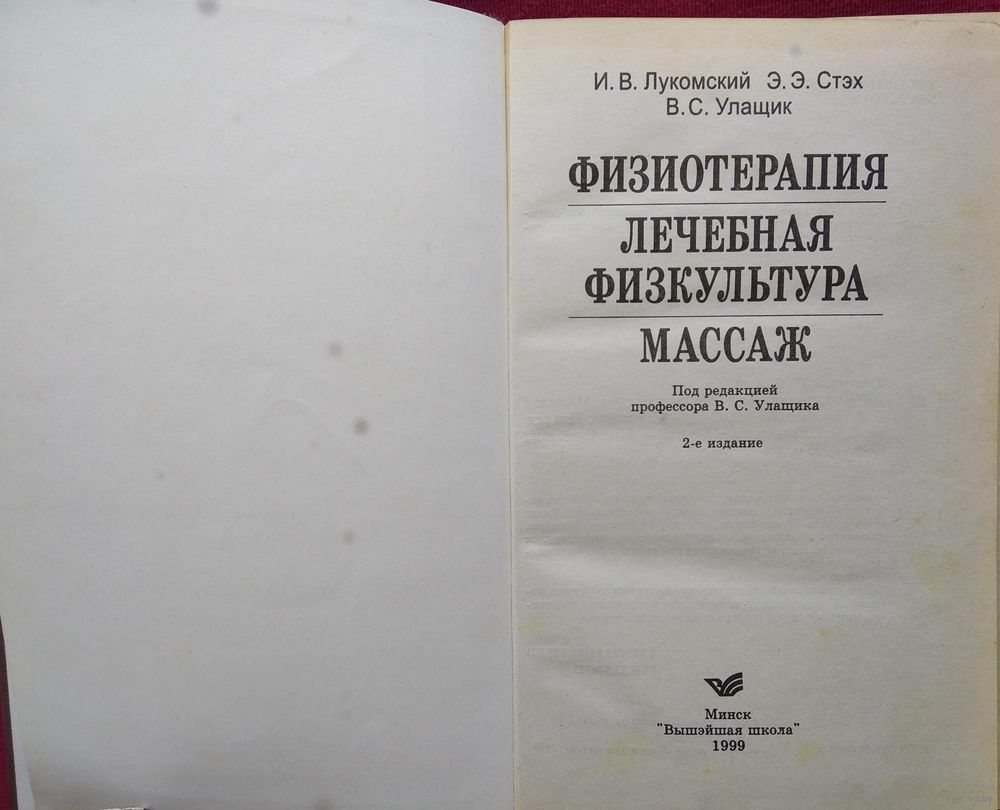 И. В. Лукомский Э. Э. Стэх
В. С. Улащик
ФИЗИОТЕРАПИЯ
ЛЕЧЕБНАЯ
ФИЗКУЛЬТУРА
МАССАЖ
Под редакцией
профессора В. С. Улащика
2-е издание
Минск
"Вышэйшая школа"
1999